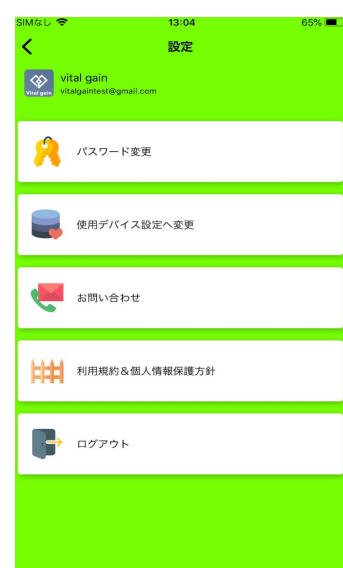 SIMなし 13:04 65%
設定
vital gain
Vital gain vitalgaintest@gmail.com
パスワード変更
使用デバイス設定へ変更
お問い合わせ
利用規約&個人情報保護方針
ログアウト